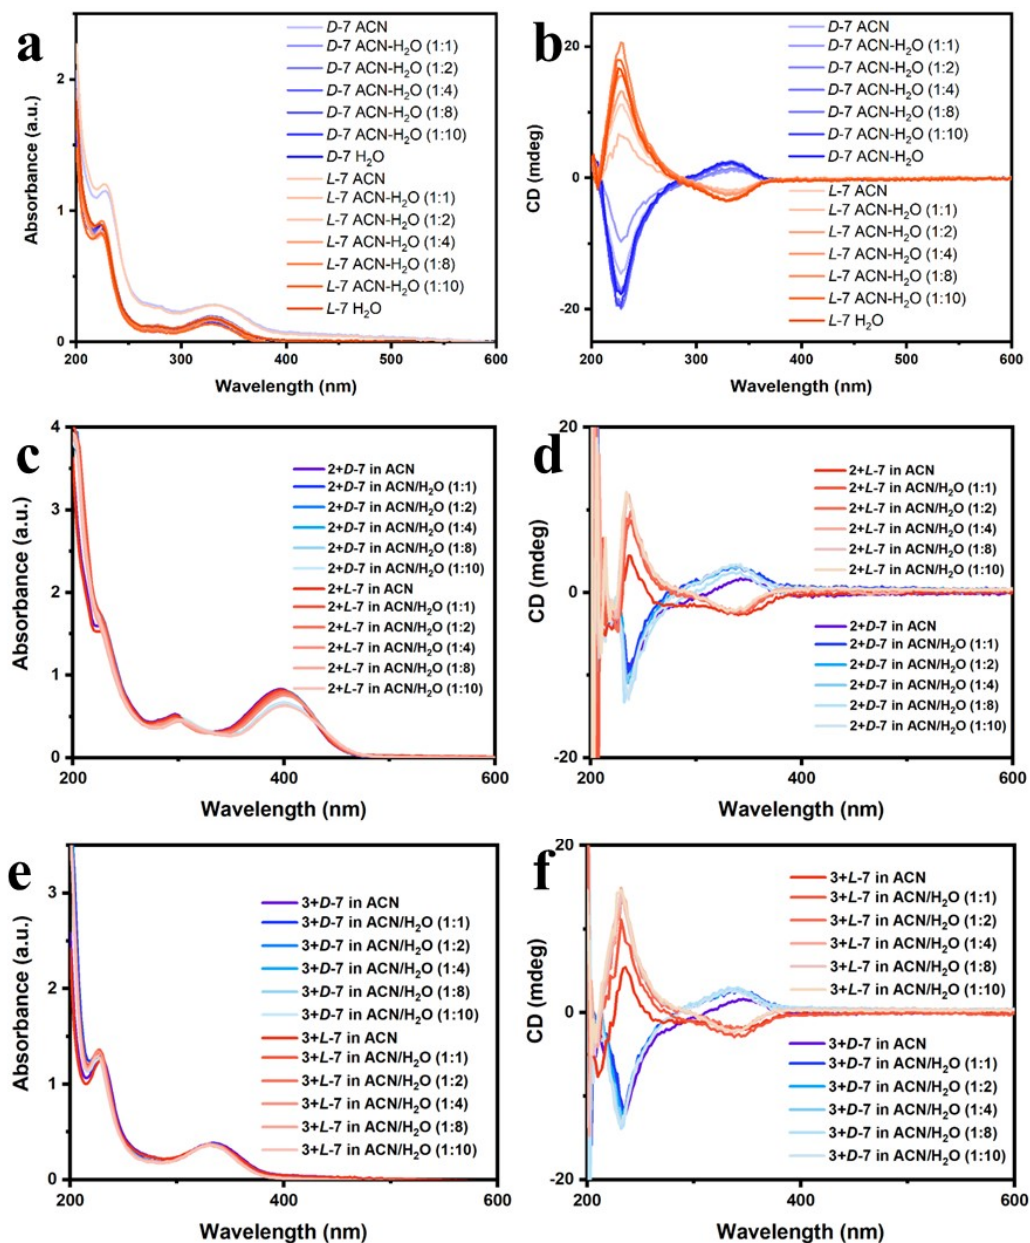 a
2
1
0
200
300
400
500
600
Absorbance (a.u.)
Wavelength (nm)
D-7 ACN
D-7 ACN-H₂O (1:1)
D-7 ACN-H₂O (1:2)
D-7 ACN-H₂O (1:4)
D-7 ACN-H₂O (1:8)
D-7 ACN-H₂O (1:10)
D-7 H₂O
L-7 ACN
L-7 ACN-H₂O (1:1)
L-7 ACN-H₂O (1:2)
L-7 ACN-H₂O (1:4)
L-7 ACN-H₂O (1:8)
L-7 ACN-H₂O (1:10)
L-7 H₂O
b
20
0
-20
200
250
300
350
400
500
600
CD (mdeg)
Wavelength (nm)
D-7 ACN
D-7 ACN-H₂O (1:1)
D-7 ACN-H₂O (1:2)
D-7 ACN-H₂O (1:4)
D-7 ACN-H₂O (1:8)
D-7 ACN-H₂O (1:10)
D-7 ACN-H₂O
L-7 ACN
L-7 ACN-H₂O (1:1)
L-7 ACN-H₂O (1:2)
L-7 ACN-H₂O (1:4)
L-7 ACN-H₂O (1:8)
L-7 ACN-H₂O (1:10)
L-7 H₂O
c
4
3
2
1
0
200
300
400
500
600
Absorbance (a.u.)
Wavelength (nm)
2+D-7 in ACN
2+D-7 in ACN/H₂O (1:1)
2+D-7 in ACN/H₂O (1:2)
2+D-7 in ACN/H₂O (1:4)
2+D-7 in ACN/H₂O (1:8)
2+D-7 in ACN/H₂O (1:10)
2+L-7 in ACN
2+L-7 in ACN/H₂O (1:1)
2+L-7 in ACN/H₂O (1:2)
2+L-7 in ACN/H₂O (1:4)
2+L-7 in ACN/H₂O (1:8)
2+L-7 in ACN/H₂O (1:10)
d
20
0
-20
200
300
400
500
600
CD (mdeg)
Wavelength (nm)
2+L-7 in ACN
2+L-7 in ACN/H₂O (1:1)
2+L-7 in ACN/H₂O (1:2)
2+L-7 in ACN/H₂O (1:4)
2+L-7 in ACN/H₂O (1:8)
2+L-7 in ACN/H₂O (1:10)
2+D-7 in ACN
2+D-7 in ACN/H₂O (1:1)
2+D-7 in ACN/H₂O (1:2)
2+D-7 in ACN/H₂O (1:4)
2+D-7 in ACN/H₂O (1:8)
2+D-7 in ACN/H₂O (1:10)
e
3
2
1
0
200
300
400
500
600
Absorbance (a.u.)
Wavelength (nm)
3+D-7 in ACN
3+D-7 in ACN/H₂O (1:1)
3+D-7 in ACN/H₂O (1:2)
3+D-7 in ACN/H₂O (1:4)
3+D-7 in ACN/H₂O (1:8)
3+D-7 in ACN/H₂O (1:10)
3+L-7 in ACN
3+L-7 in ACN/H₂O (1:1)
3+L-7 in ACN/H₂O (1:2)
3+L-7 in ACN/H₂O (1:4)
3+L-7 in ACN/H₂O (1:8)
3+L-7 in ACN/H₂O (1:10)
f
20
0
-20
200
300
400
500
600
CD (mdeg)
Wavelength (nm)
3+L-7 in ACN
3+L-7 in ACN/H₂O (1:1)
3+L-7 in ACN/H₂O (1:2)
3+L-7 in ACN/H₂O (1:4)
3+L-7 in ACN/H₂O (1:8)
3+L-7 in ACN/H₂O (1:10)
3+D-7 in ACN
3+D-7 in ACN/H₂O (1:1)
3+D-7 in ACN/H₂O (1:2)
3+D-7 in ACN/H₂O (1:4)
3+D-7 in ACN/H₂O (1:8)
3+D-7 in ACN/H₂O (1:10)